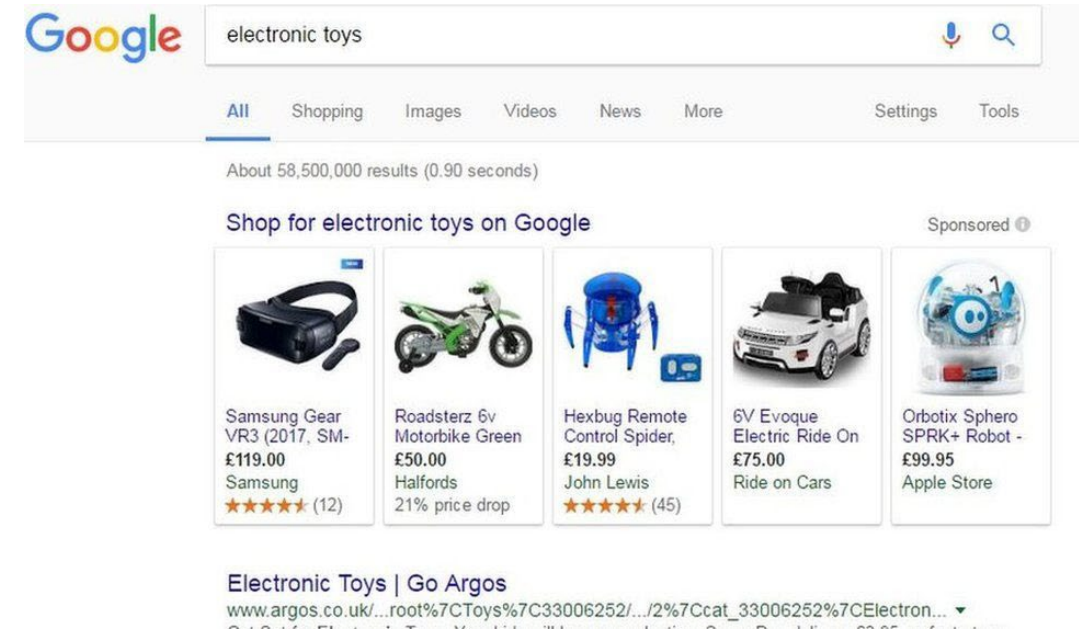 Google
electronic toys
All Shopping Images Videos News More Settings Tools
About 58,500,000 results (0.90 seconds)
Shop for electronic toys on Google
Sponsored
NEW
Samsung Gear
VR3 (2017, SM-
£119.00
Samsung
(12)
Roadsterz 6v
Motorbike Green
£50.00
Halfords
21% price drop
Hexbug Remote
Control Spider,
£19.99
John Lewis
(45)
6V Evoque
Electric Ride On
£75.00
Ride on Cars
Orbotix Sphero
SPRK+ Robot -
£99.95
Apple Store
Electronic Toys | Go Argos
www.argos.co.uk/...root%7CToys%7C33006252/.../2%7Ccat_33006252%7CElectron...